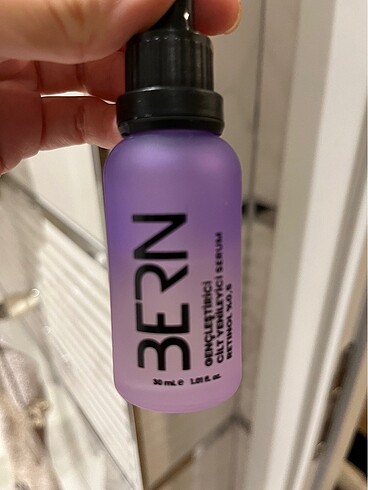 BERN
GENÇLEŞTİRİCİ
CİLT YENİLEYİCİ SERUM
RETINOL %0,5
30 mL e 1.01 fl. oz.